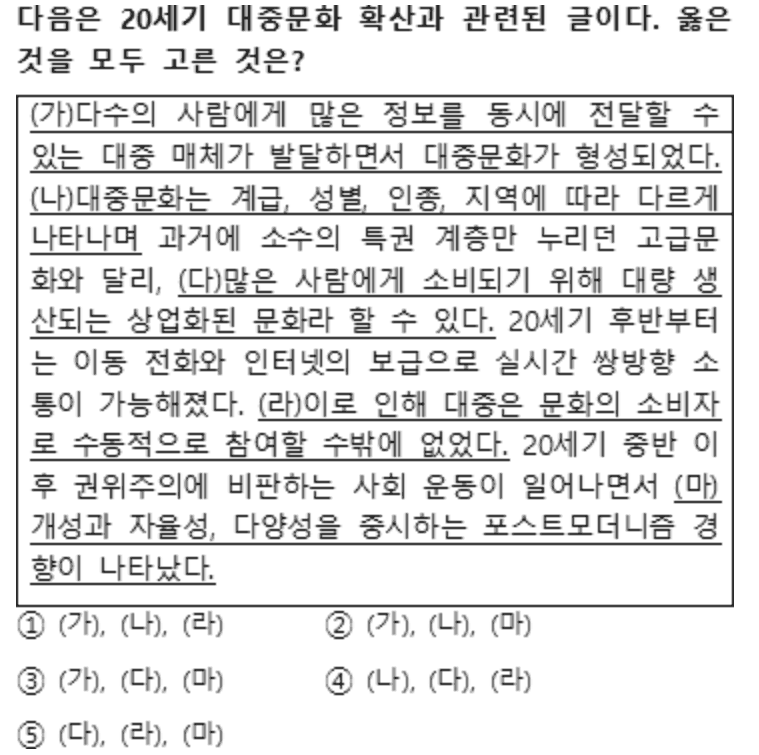 다음은 20세기 대중문화 확산과 관련된 글이다. 옳은
것을 모두 고른 것은?
(가)다수의 사람에게 많은 정보를 동시에 전달할 수
있는 대중 매체가 발달하면서 대중문화가 형성되었다.
(나)대중문화는 계급, 성별, 인종, 지역에 따라 다르게
나타나며 과거에 소수의 특권 계층만 누리던 고급문
화와 달리, (다)많은 사람에게 소비되기 위해 대량 생
산되는 상업화된 문화라 할 수 있다. 20세기 후반부터
는 이동 전화와 인터넷의 보급으로 실시간 쌍방향 소
통이 가능해졌다. (라)이로 인해 대중은 문화의 소비자
로 수동적으로 참여할 수밖에 없었다. 20세기 중반 이
후 권위주의에 비판하는 사회 운동이 일어나면서 (마)
개성과 자율성, 다양성을 중시하는 포스트모더니즘 경
향이 나타났다.
① (가), (나), (라) ② (가), (나), (마)
③ (가), (다), (마) ④ (나), (다), (라)
⑤ (다), (라), (마)